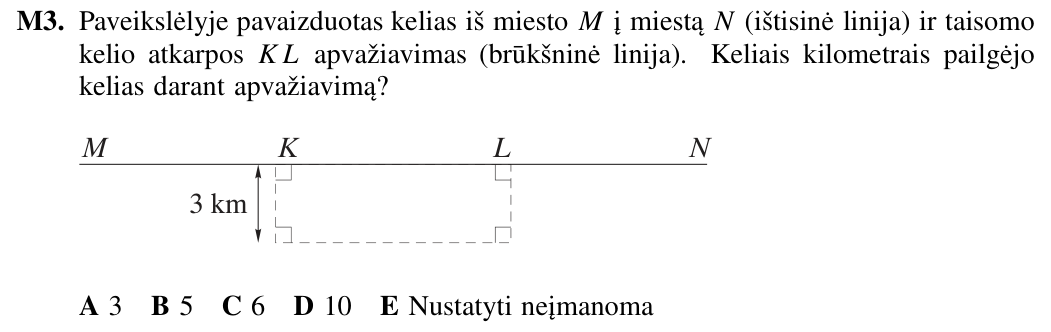 M3. Paveikslėlyje pavaizduotas kelias iš miesto M į miestą N (ištisinė linija) ir taisomo
kelio atkarpos KL apvažiavimas (brūkšninė linija). Keliais kilometrais pailgėjo
kelias darant apvažiavimą?
M K L N
3 km
A 3 B 5 C 6 D 10 E Nustatyti neįmanoma